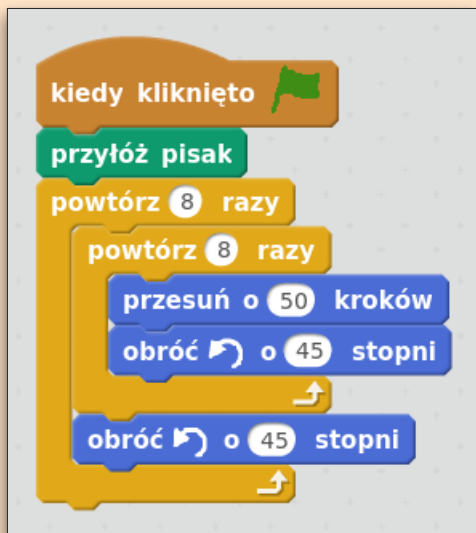 kiedy kliknięto
przyłóż pisak
powtórz 8 razy
powtórz 8 razy
przesuń o 50 kroków
obróć o 45 stopni
obróć o 45 stopni